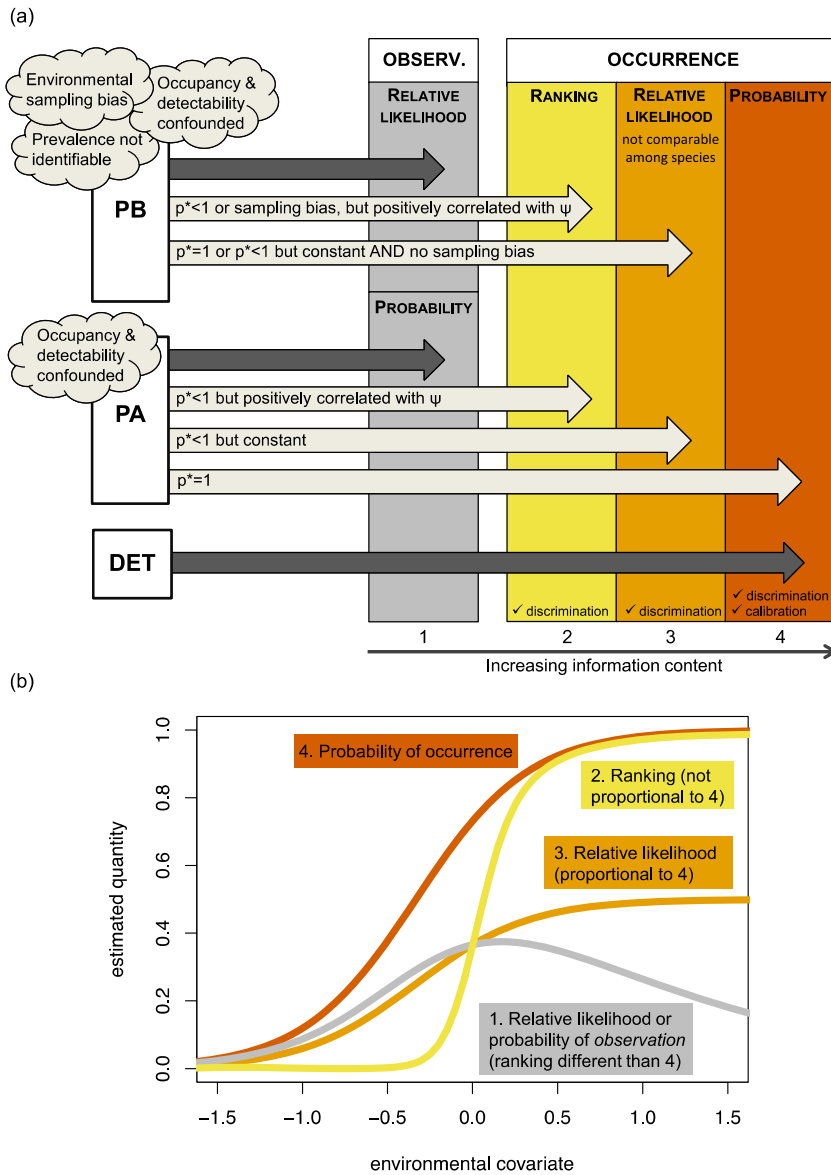 (a)
OBSERV.
OCCURRENCE
Environmental
sampling bias
Occupancy &
detectability
confounded
Prevalence not
identifiable
RELATIVE
LIKELIHOOD
RANKING
RELATIVE
LIKELIHOOD
not comparable
among species
PROBABILITY
PB
p*<1 or sampling bias, but positively correlated with ψ
p*=1 or p*<1 but constant AND no sampling bias
PROBABILITY
Occupancy &
detectability
confounded
PA
p*<1 but positively correlated with ψ
p*<1 but constant
p*=1
DET
✓ discrimination
✓ discrimination
✓ discrimination
✓ calibration
1 2 3 4
Increasing information content
(b)
estimated quantity
1.0
0.8
0.6
0.4
0.2
0.0
4. Probability of occurrence
2. Ranking (not
proportional to 4)
3. Relative likelihood
(proportional to 4)
1. Relative likelihood or
probability of observation
(ranking different than 4)
−1.5 −1.0 −0.5 0.0 0.5 1.0 1.5
environmental covariate